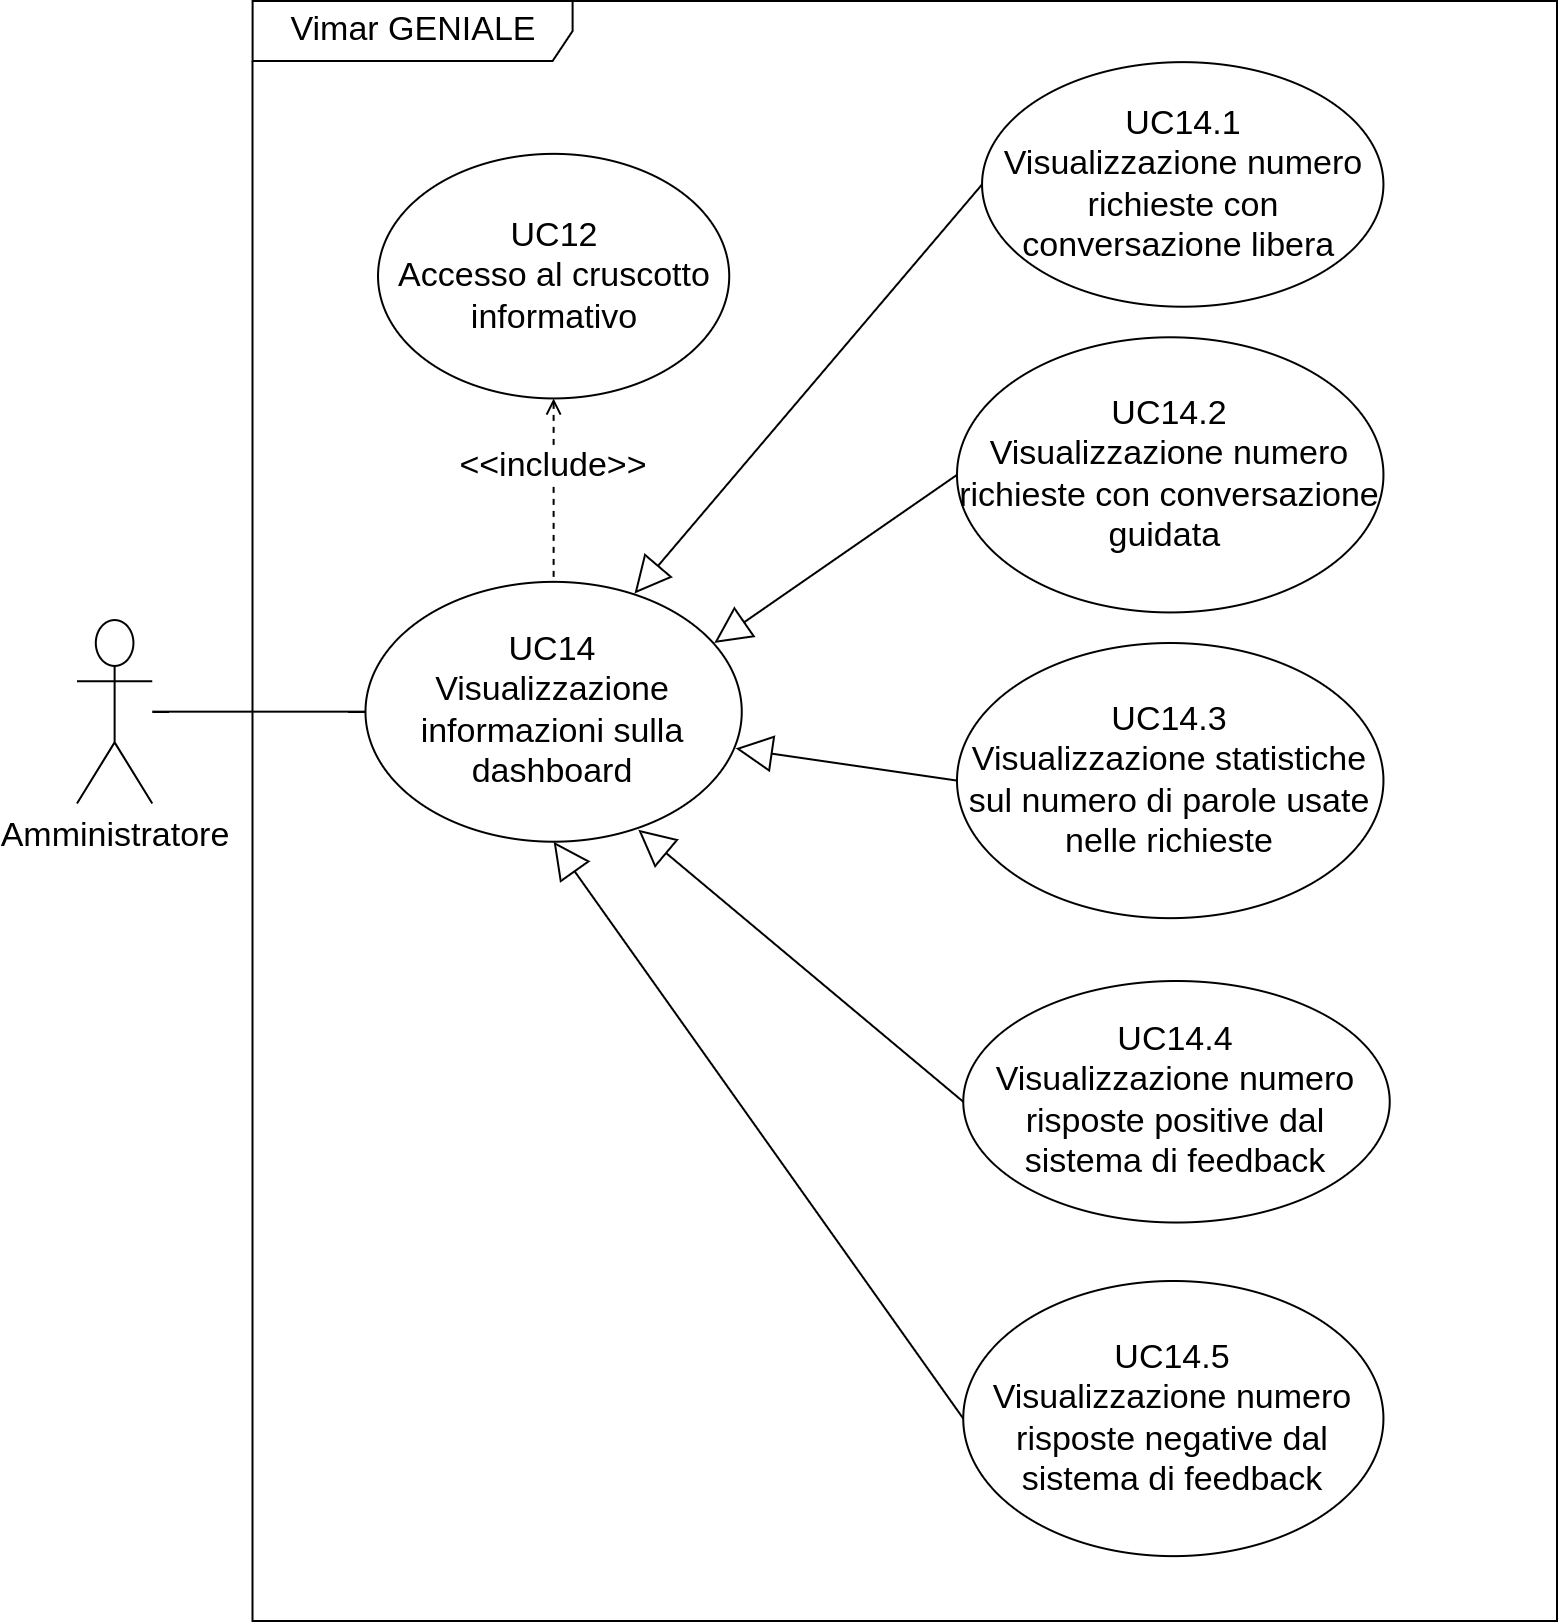 Vimar GENIALE
UC14.1
Visualizzazione numero
richieste con
conversazione libera
UC12
Accesso al cruscotto
informativo
<<include>>
UC14.2
Visualizzazione numero
richieste con conversazione
guidata
UC14
Visualizzazione
informazioni sulla
dashboard
Amministratore
UC14.3
Visualizzazione statistiche
sul numero di parole usate
nelle richieste
UC14.4
Visualizzazione numero
risposte positive dal
sistema di feedback
UC14.5
Visualizzazione numero
risposte negative dal
sistema di feedback